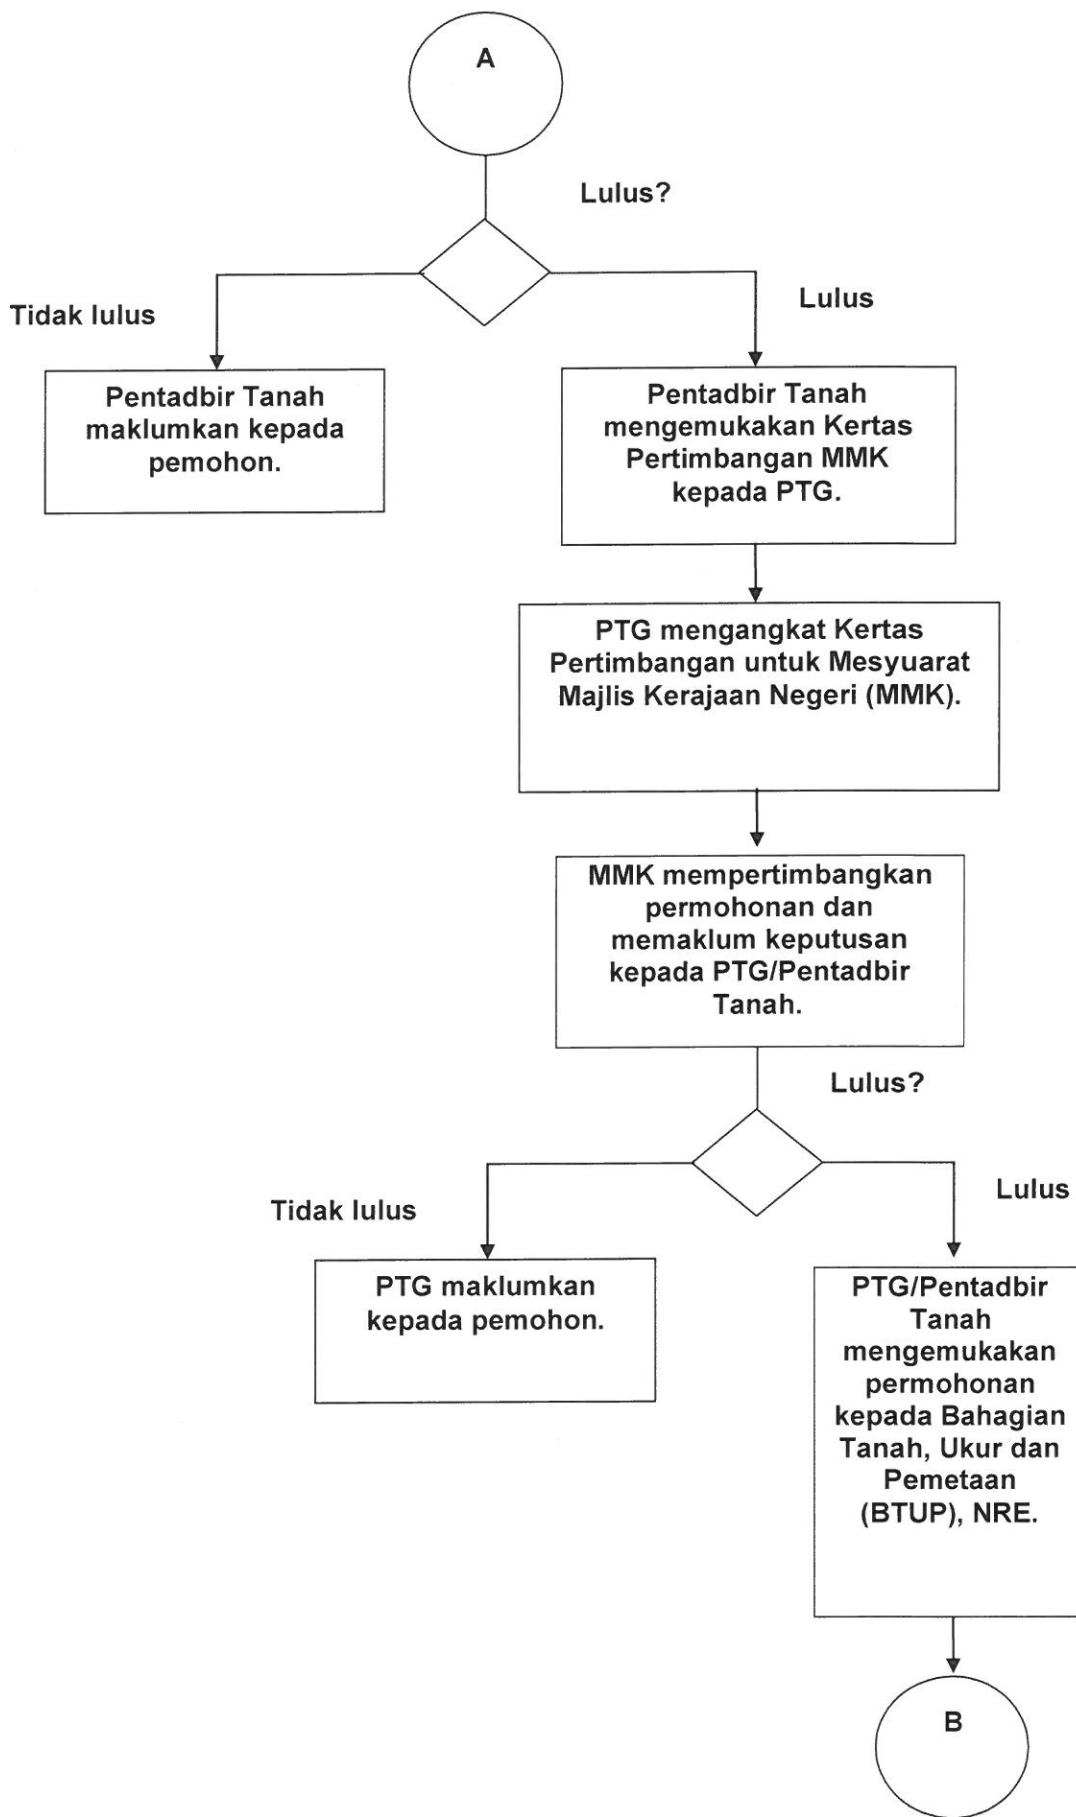 A
Lulus?
Tidak lulus
Lulus
Pentadbir Tanah
maklumkan kepada
pemohon.
Pentadbir Tanah
mengemukakan Kertas
Pertimbangan MMK
kepada PTG.
PTG mengangkat Kertas
Pertimbangan untuk Mesyuarat
Majlis Kerajaan Negeri (MMK).
MMK mempertimbangkan
permohonan dan
memaklum keputusan
kepada PTG/Pentadbir
Tanah.
Lulus?
Tidak lulus
Lulus
PTG maklumkan
kepada pemohon.
PTG/Pentadbir
Tanah
mengemukakan
permohonan
kepada Bahagian
Tanah, Ukur dan
Pemetaan
(BTUP), NRE.
B